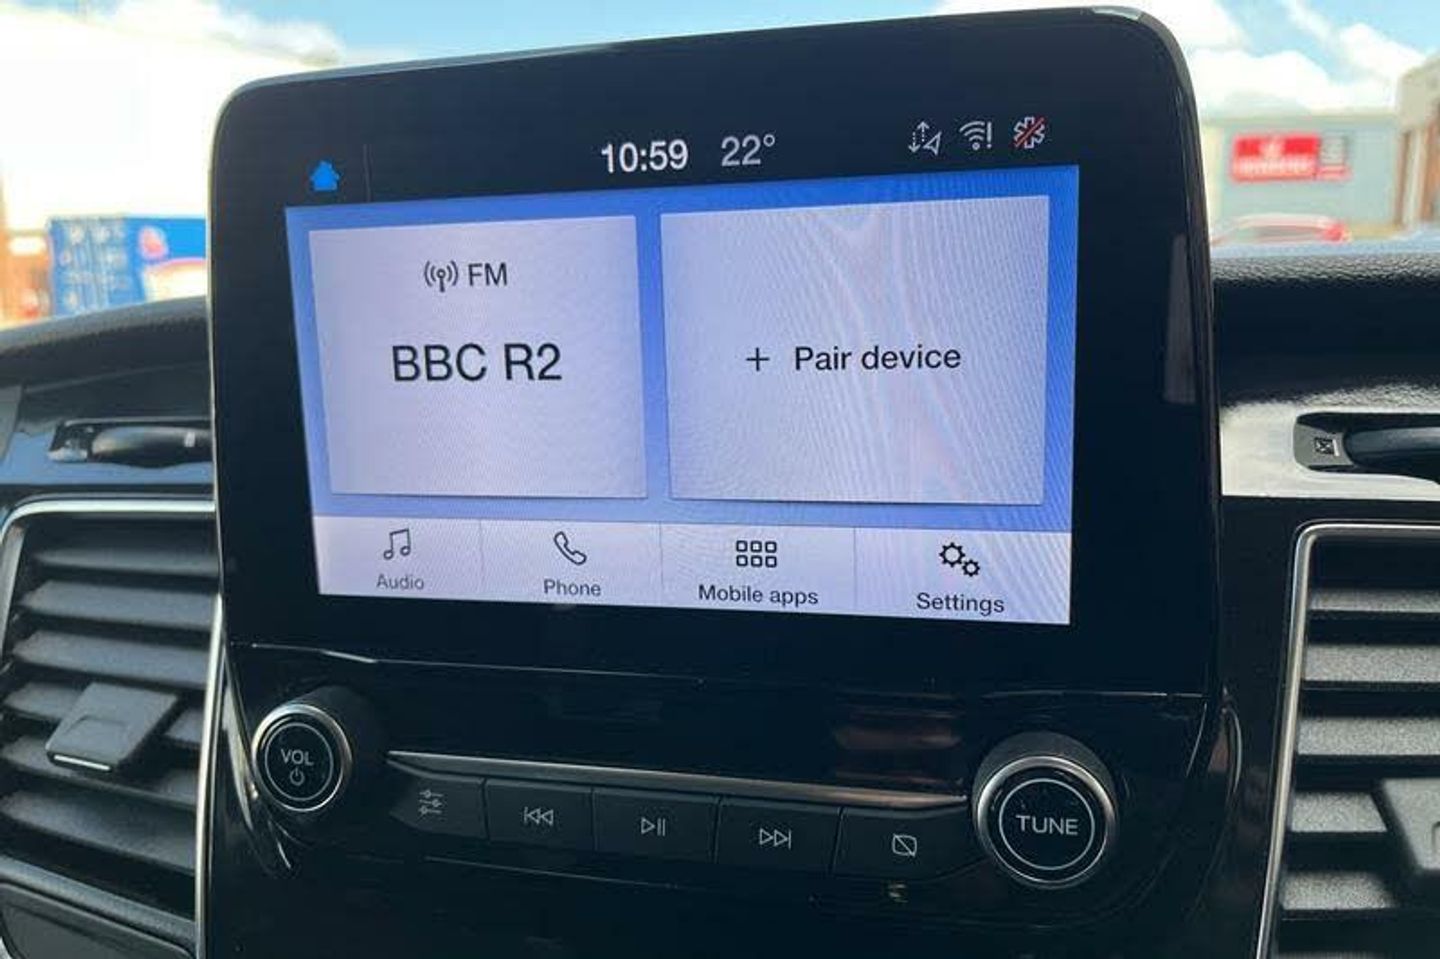 10:59 22°
FM
BBC R2
+ Pair device
Audio
Phone
Mobile apps
Settings
VOL
TUNE